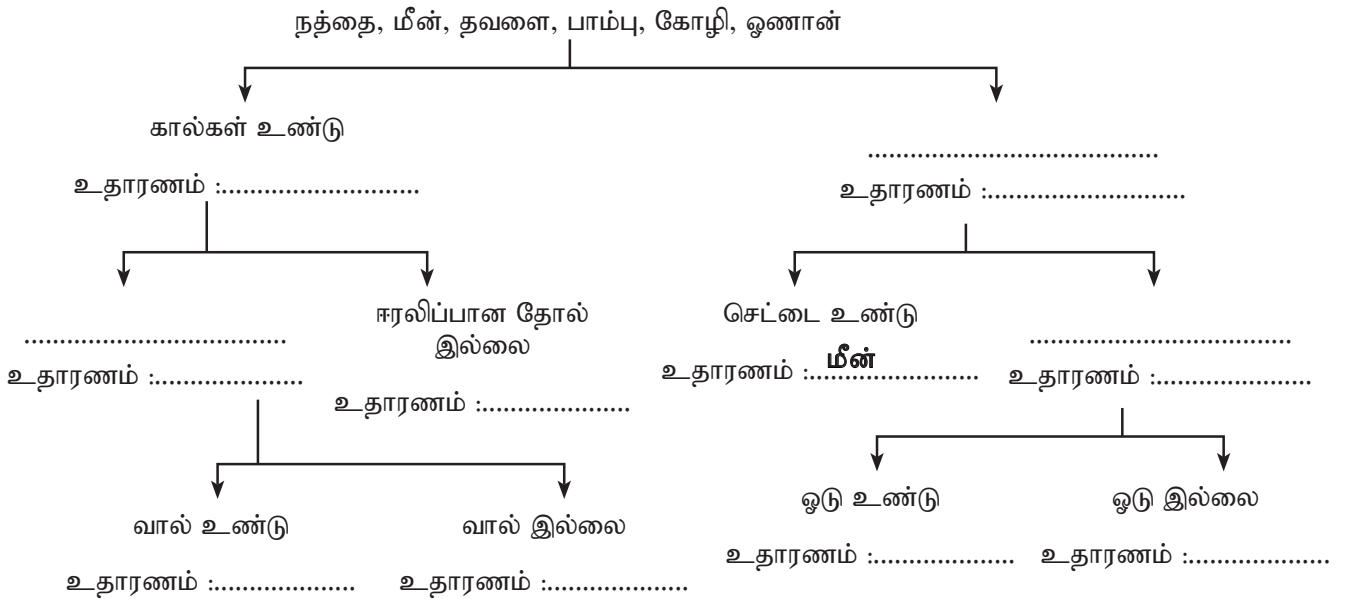 நத்தை, மீன், தவளை, பாம்பு, கோழி, ஓணான்
கால்கள் உண்டு
.........................................
உதாரணம் :............................
உதாரணம் :............................
ஈரலிப்பான தோல்
இல்லை
செட்டை உண்டு
.....................................
.....................................
உதாரணம் :.....................
உதாரணம் :.....................
உதாரணம் :........மீன்................
உதாரணம் :......................
வால் உண்டு
வால் இல்லை
ஓடு உண்டு
ஓடு இல்லை
உதாரணம் :....................
உதாரணம் :....................
உதாரணம் :....................
உதாரணம் :....................